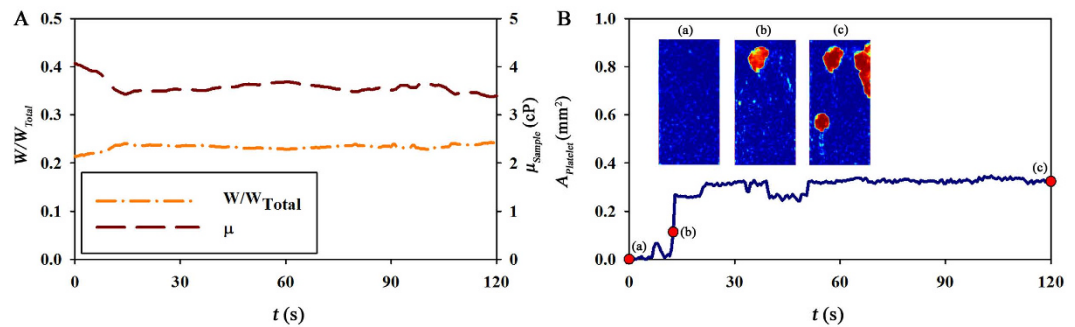 A
0.5
0.4
0.3
0.2
0.1
0.0
W/W_Total
5
4
3
2
1
0
μ_Sample (cP)
W/W_Total
μ
0 30 60 90 120
t (s)
B
1.0
0.8
0.6
0.4
0.2
0.0
A_Platelet (mm²)
(a) (b) (c)
(a)
(b)
(c)
0 30 60 90 120
t (s)